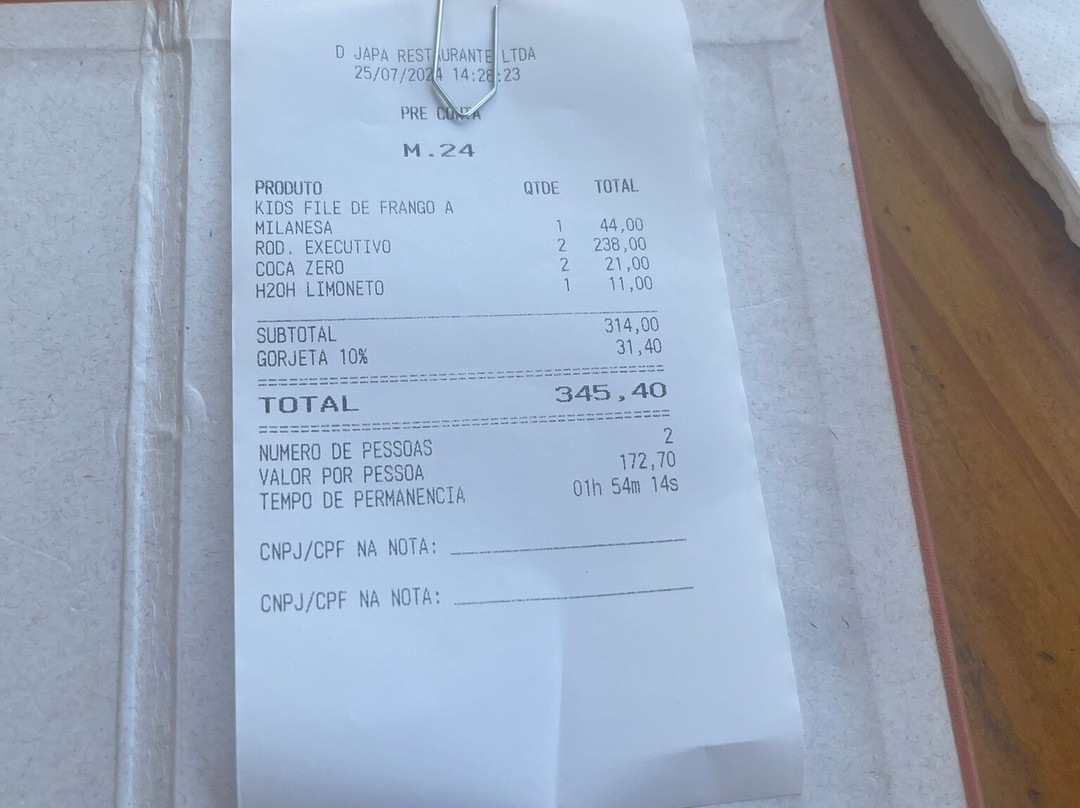 D JAPA RESTAURANTE LTDA
25/07/2024 14:28:23
PRE CONTA
M.24
PRODUTO QTDE TOTAL
KIDS FILE DE FRANGO A
MILANESA 1 44,00
ROD. EXECUTIVO 2 238,00
COCA ZERO 2 21,00
H2OH LIMONETO 1 11,00
SUBTOTAL 314,00
GORJETA 10% 31,40
TOTAL 345,40
NUMERO DE PESSOAS 2
VALOR POR PESSOA 172,70
TEMPO DE PERMANENCIA 01h 54m 14s
CNPJ/CPF NA NOTA:
CNPJ/CPF NA NOTA: